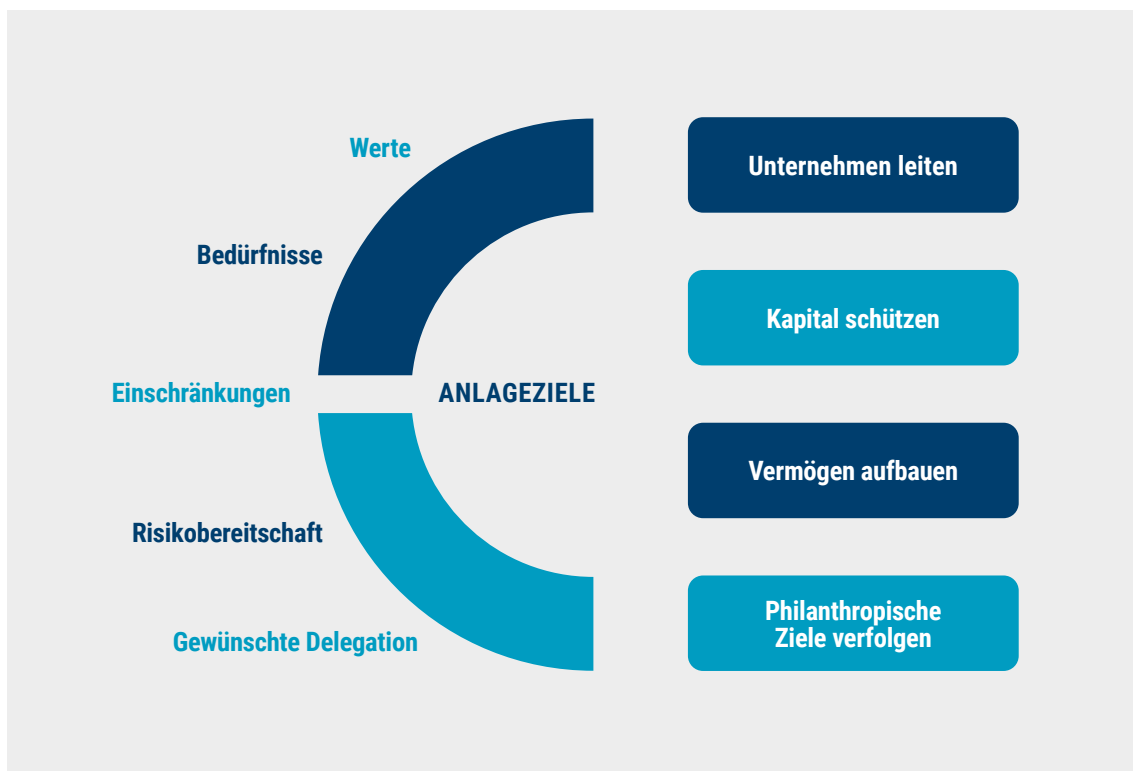 Werte
Bedürfnisse
Einschränkungen
Risikobereitschaft
Gewünschte Delegation
ANLAGEZIELE
Unternehmen leiten
Kapital schützen
Vermögen aufbauen
Philanthropische
Ziele verfolgen